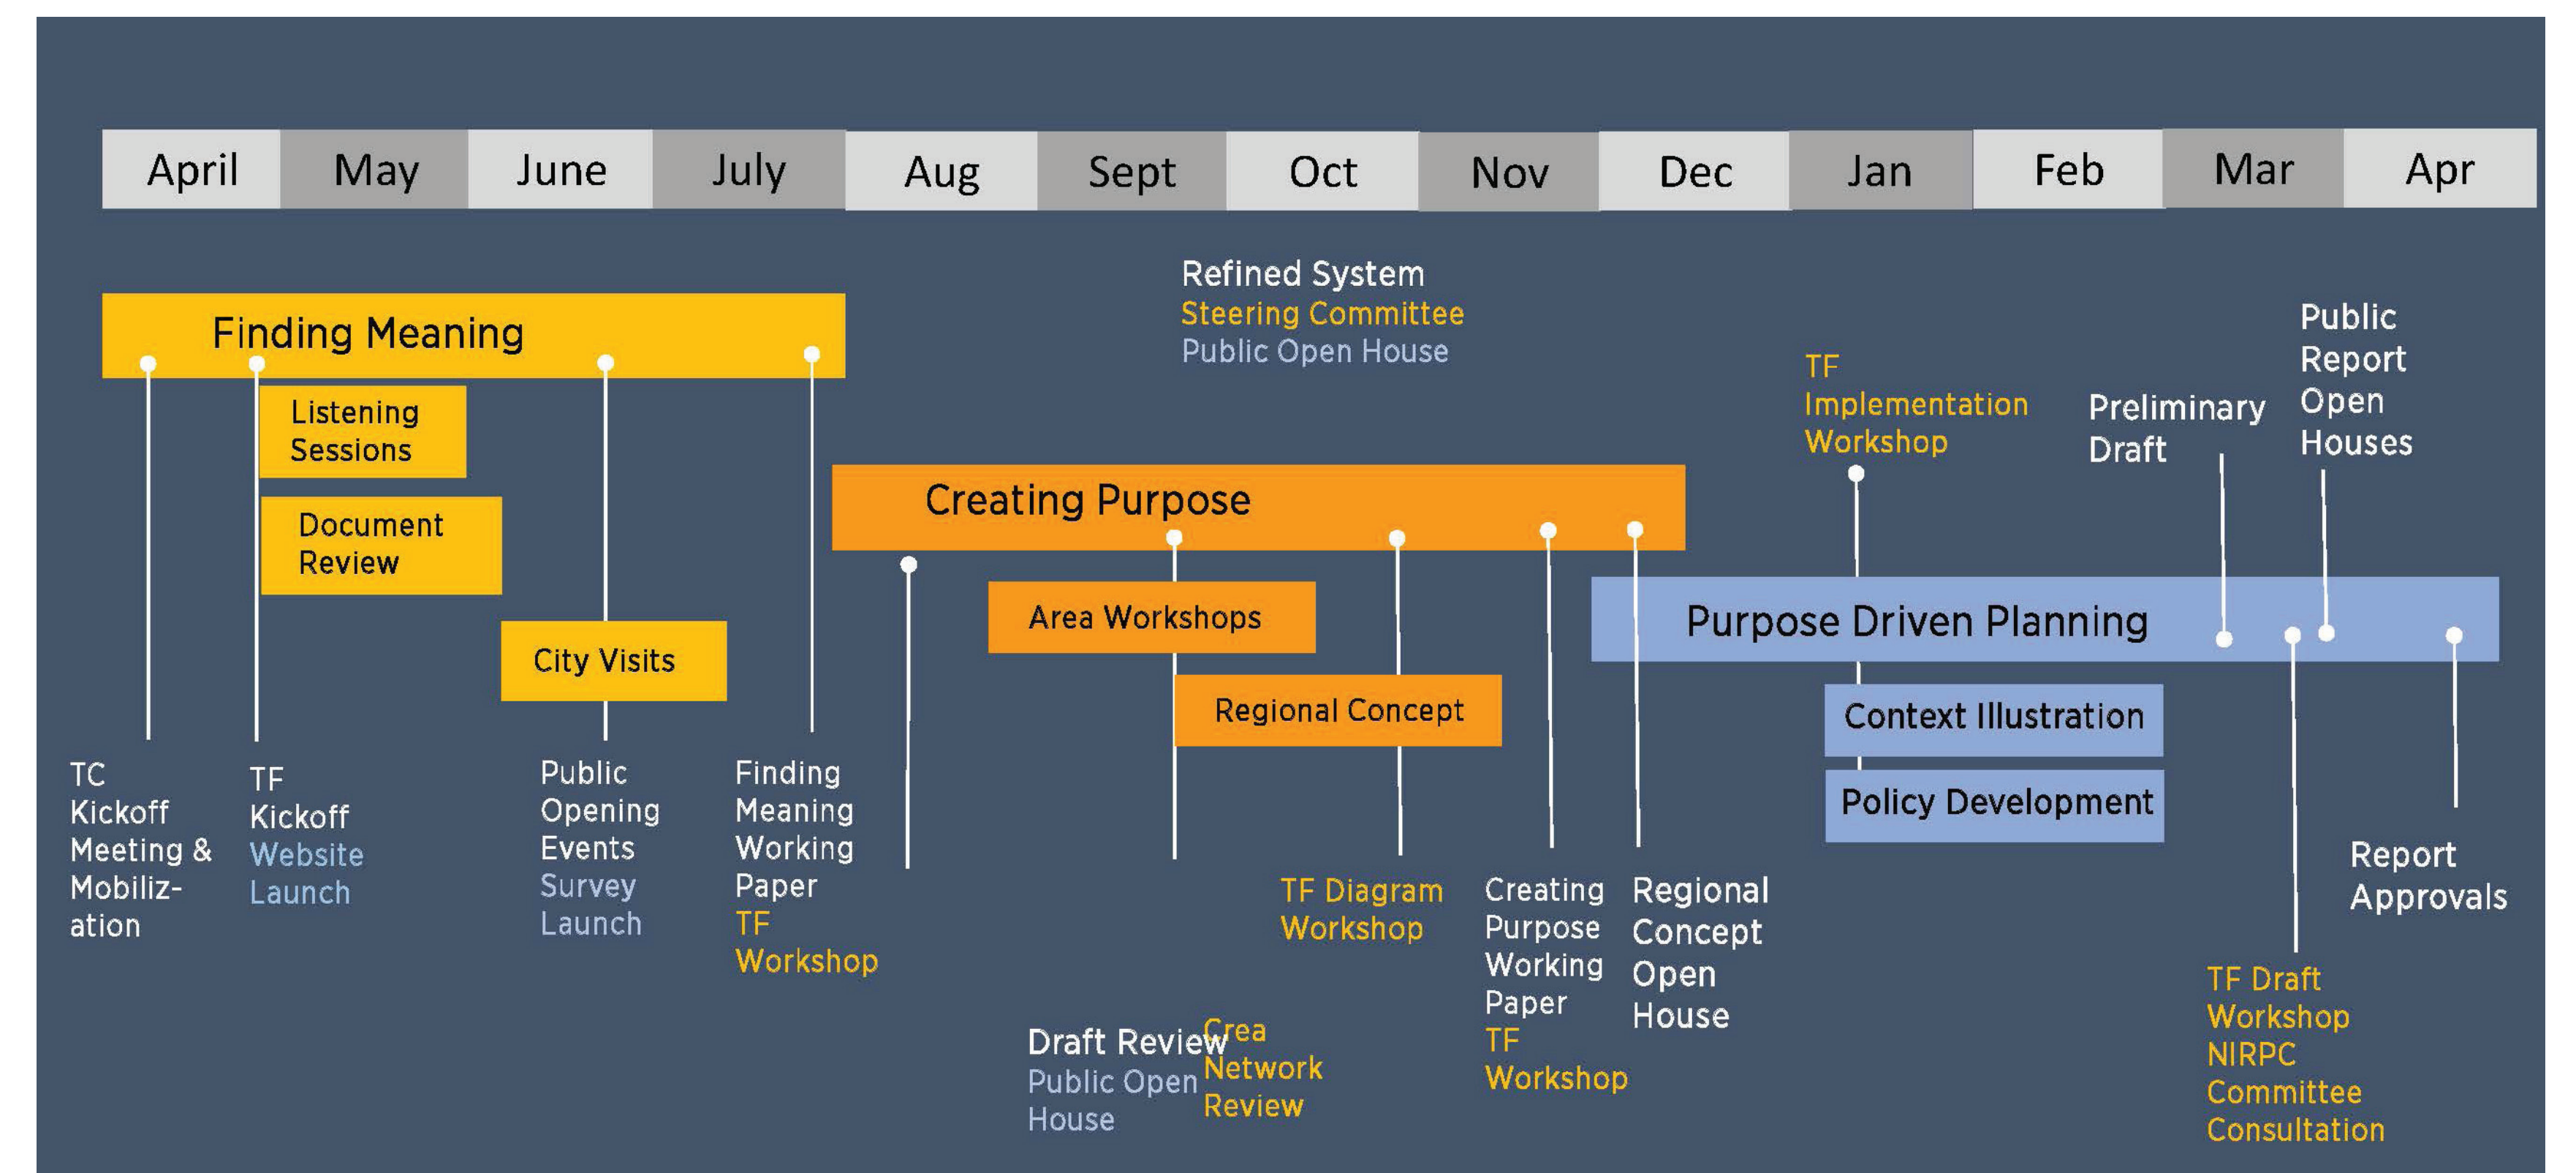 April
May
June
July
Aug
Sept
Oct
Nov
Dec
Jan
Feb
Mar
Apr
Refined System
Steering Committee
Public Open House
Finding Meaning
Listening
Sessions
Document
Review
City Visits
Creating Purpose
Area Workshops
Regional Concept
TF
Implementation
Workshop
Preliminary
Draft
Public
Report
Open
Houses
Purpose Driven Planning
Context Illustration
Policy Development
TC
Kickoff
Meeting &
Mobiliz-
ation
TF
Kickoff
Website
Launch
Public
Opening
Events
Survey
Launch
Finding
Meaning
Working
Paper
TF
Workshop
Draft Review
Public Open
House
Crea
Network
Review
TF Diagram
Workshop
Creating
Purpose
Working
Paper
TF
Workshop
Regional
Concept
Open
House
TF Draft
Workshop
NIRPC
Committee
Consultation
Report
Approvals